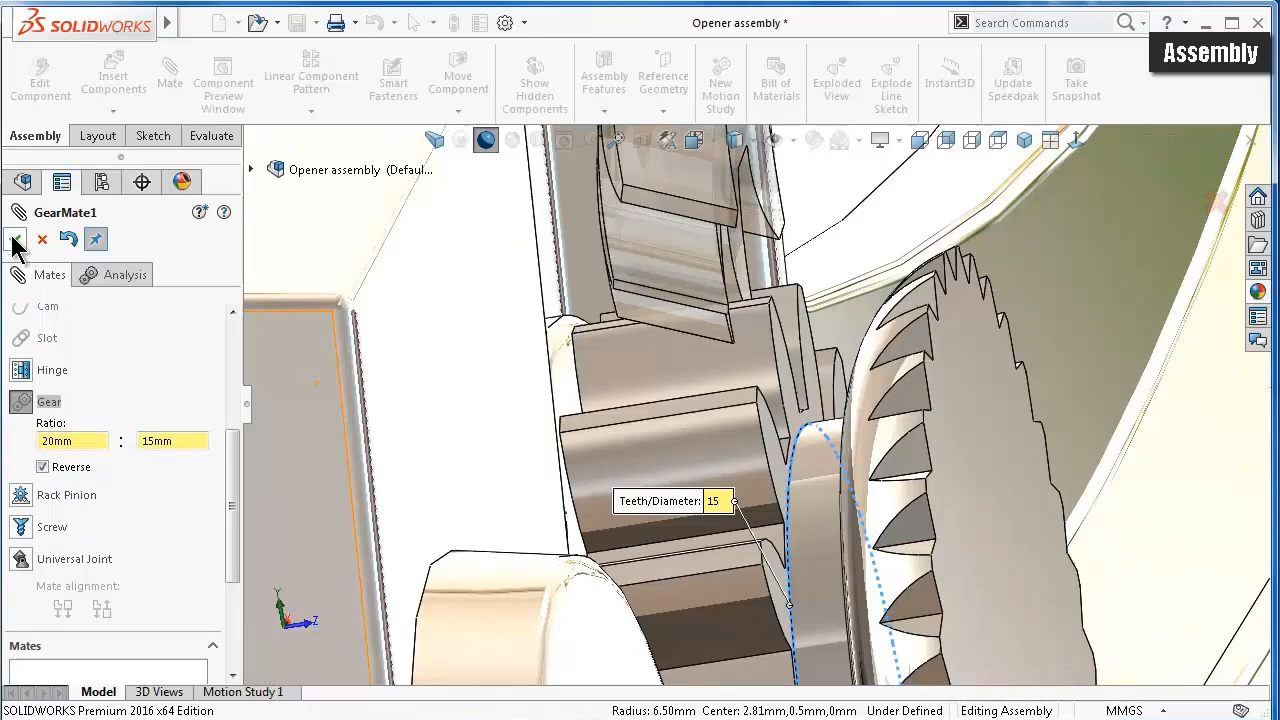 SOLIDWORKS
Opener assembly *
Search Commands
?
Assembly
Edit Component
Insert Components
Mate
Component Preview Window
Linear Component Pattern
Smart Fasteners
Move Component
Show Hidden Components
Assembly Features
Reference Geometry
New Motion Study
Bill of Materials
Exploded View
Explode Line Sketch
Instant3D
Update Speedpak
Take Snapshot
Assembly Layout Sketch Evaluate
Opener assembly (Defaul...
GearMate1
Mates Analysis
Cam
Slot
Hinge
Gear
Ratio:
20mm : 15mm
Reverse
Rack Pinion
Screw
Universal Joint
Mate alignment:
Mates
Teeth/Diameter: 15
Y
Z
Model 3D Views Motion Study 1
SOLIDWORKS Premium 2016 x64 Edition
Radius: 6.50mm Center: 2.81mm,0.5mm,0mm Under Defined Editing Assembly MMGS